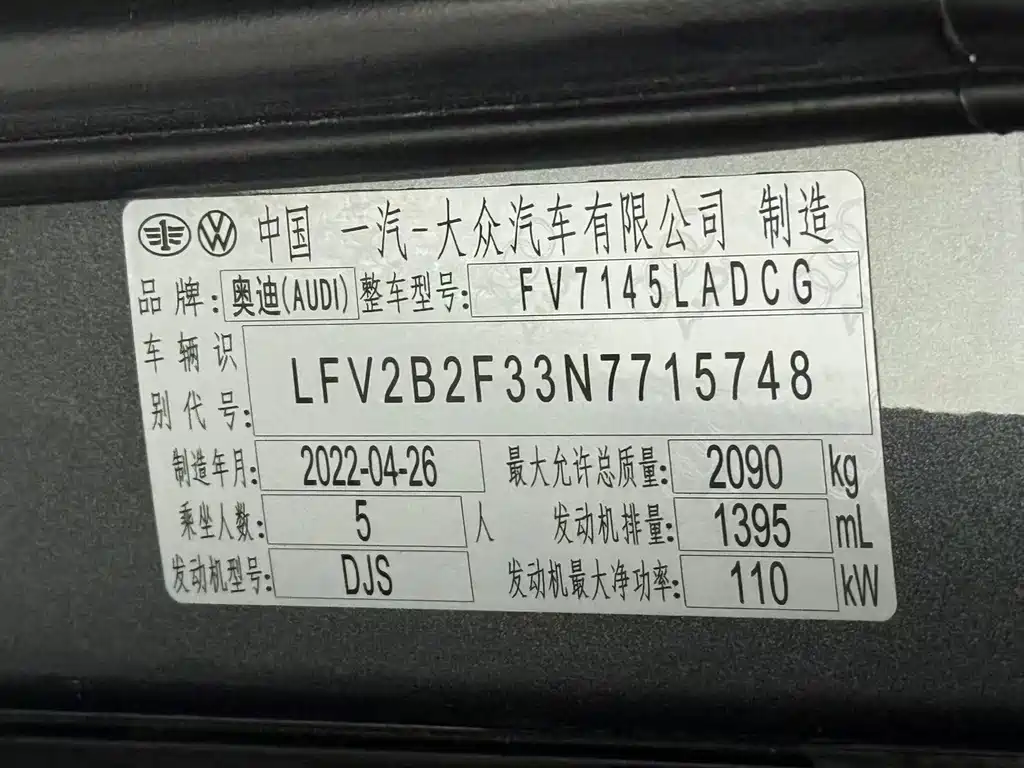 中国 一汽-大众汽车有限公司 制造
品牌: 奥迪(AUDI) 整车型号: FV7145LADCG
车辆识别代号: LFV2B2F33N7715748
制造年月: 2022-04-26 最大允许总质量: 2090 kg
乘坐人数: 5 人 发动机排量: 1395 mL
发动机型号: DJS 发动机最大净功率: 110 kW